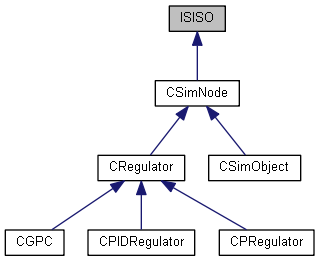 ISISO
CSimNode
CRegulator
CSimObject
CGPC
CPIDRegulator
CPRegulator